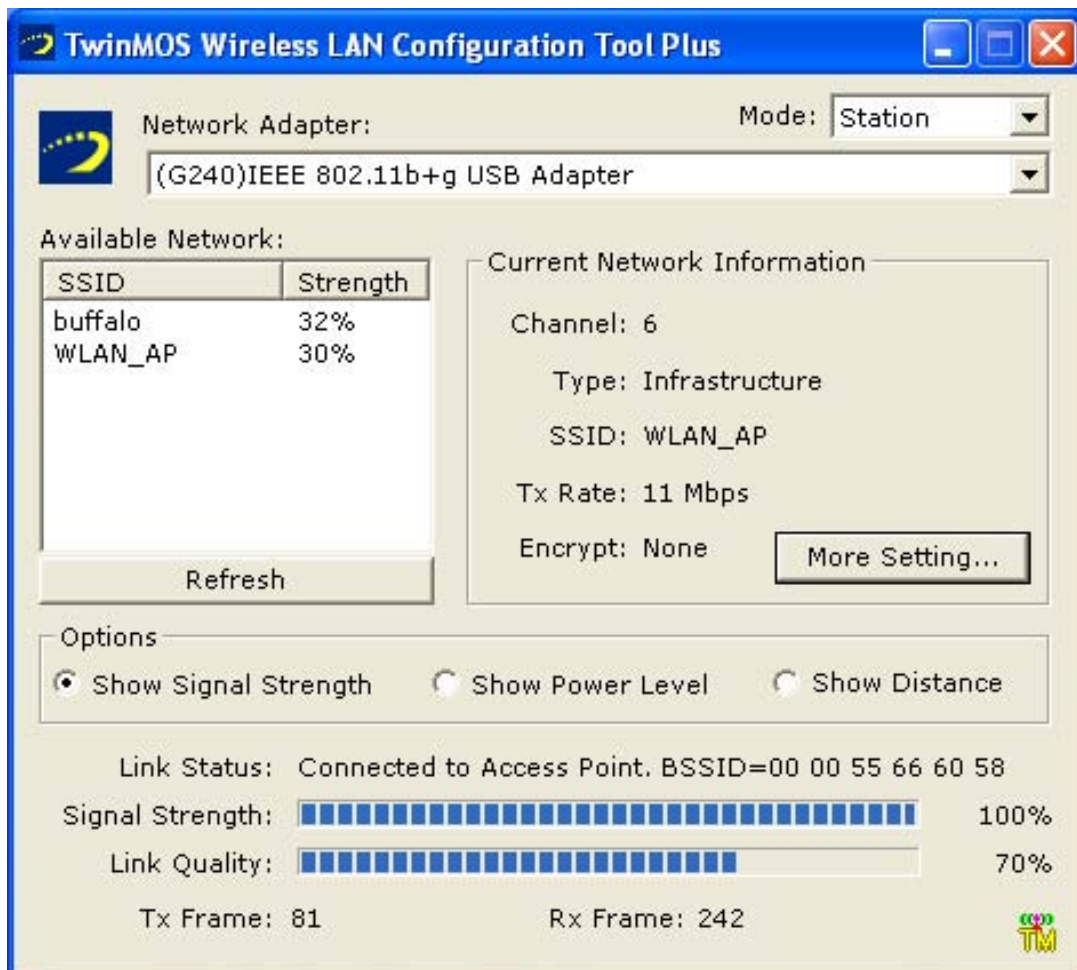 TwinMOS Wireless LAN Configuration Tool Plus
Network Adapter:
Mode: Station
(G240)IEEE 802.11b+g USB Adapter
Available Network:
SSID Strength
buffalo 32%
WLAN_AP 30%
Refresh
Current Network Information
Channel: 6
Type: Infrastructure
SSID: WLAN_AP
Tx Rate: 11 Mbps
Encrypt: None
More Setting...
Options
Show Signal Strength Show Power Level Show Distance
Link Status: Connected to Access Point. BSSID=00 00 55 66 60 58
Signal Strength: 100%
Link Quality: 70%
Tx Frame: 81 Rx Frame: 242
TM